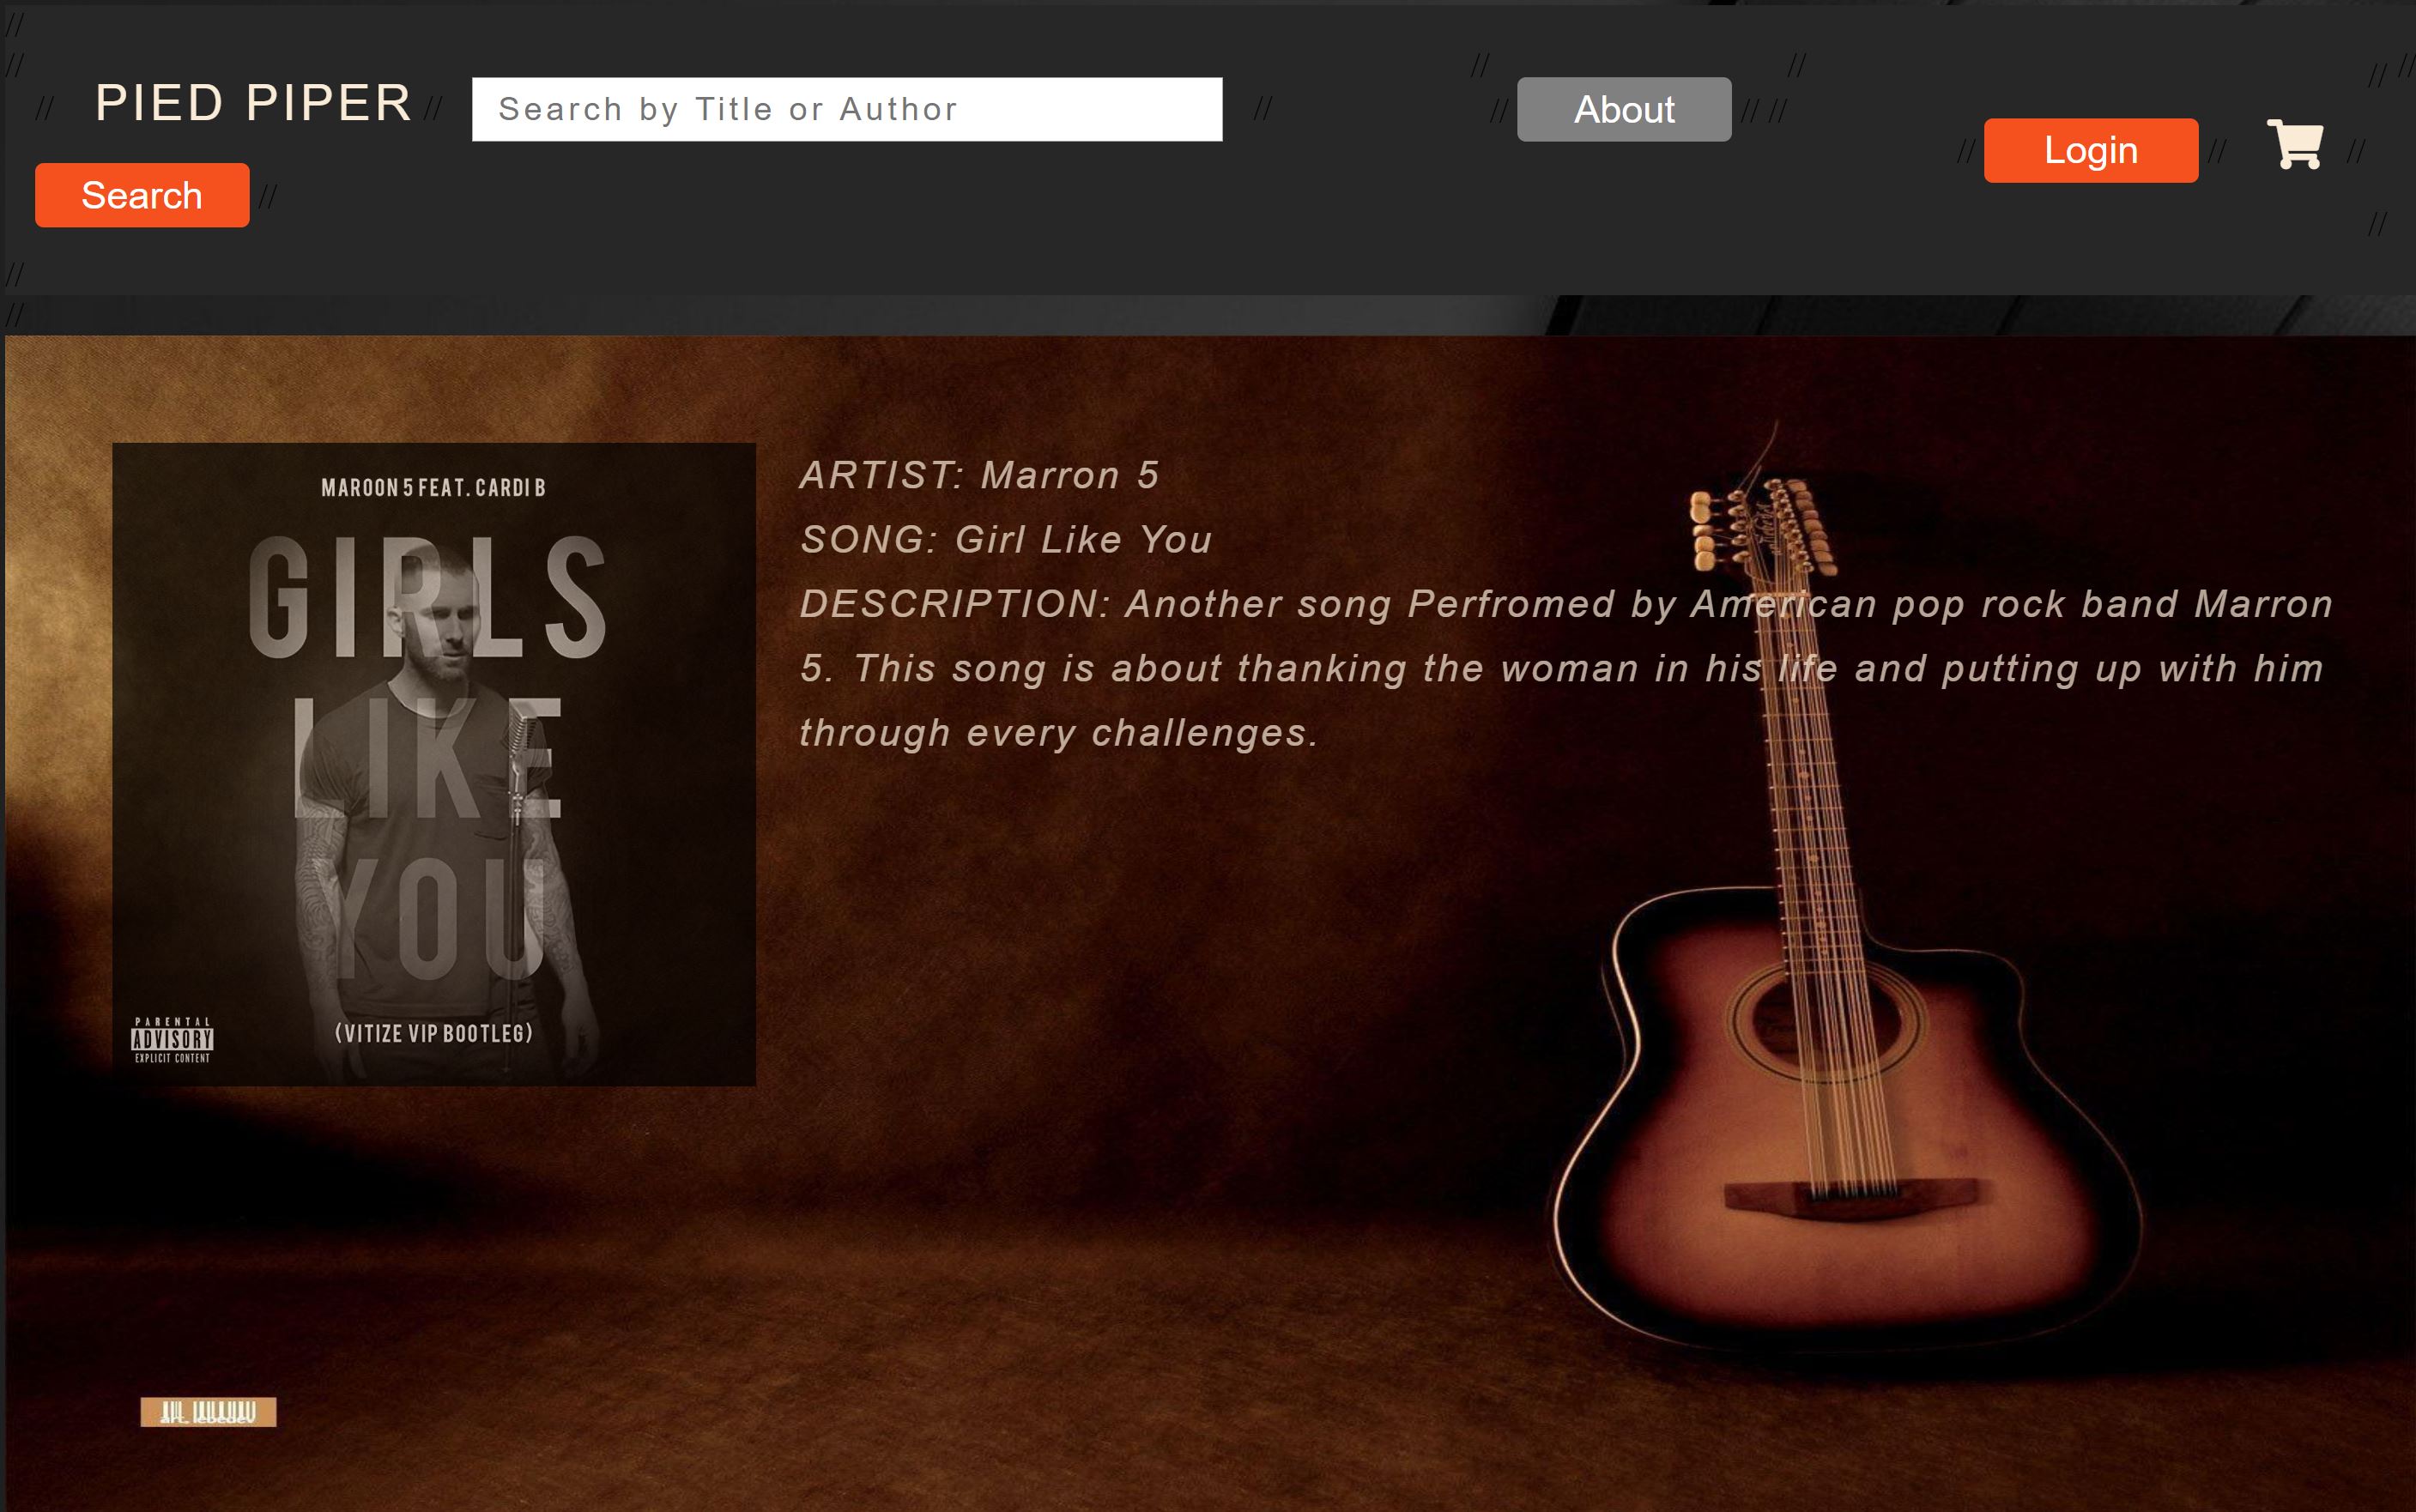 //
//
// PIED PIPER // Search by Title or Author // // // About // // // // //
// Login // // 
Search //
//
//
//
ARTIST: Marron 5
SONG: Girl Like You
DESCRIPTION: Another song Perfromed by American pop rock band Marron
5. This song is about thanking the woman in his life and putting up with him
through every challenges.
MAROON 5 FEAT. CARDI B
GIRLS
LIKE
YOU
(VITIZE VIP BOOTLEG)
PARENTAL
ADVISORY
EXPLICIT CONTENT
art. lebedev